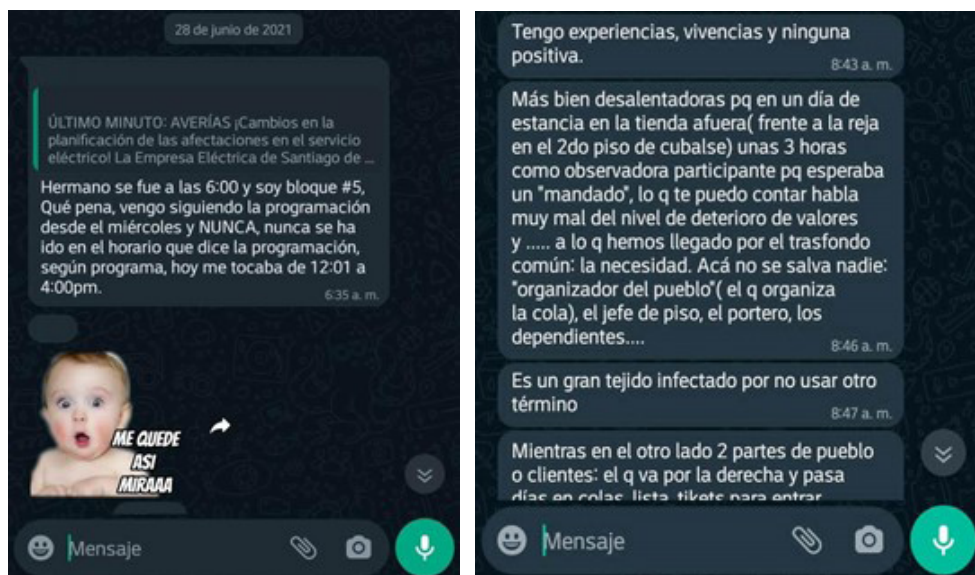 28 de junio de 2021
ÚLTIMO MINUTO: AVERÍAS ¡Cambios en la
planificación de las afectaciones en el servicio
eléctrico! La Empresa Eléctrica de Santiago de ...
Hermano se fue a las 6:00 y soy bloque #5,
Qué pena, vengo siguiendo la programación
desde el miércoles y NUNCA, nunca se ha
ido en el horario que dice la programación,
según programa, hoy me tocaba de 12:01 a
4:00pm.
6:35 a. m.
ME QUEDE
ASI
MIRAAA
Mensaje
Tengo experiencias, vivencias y ninguna
positiva.
8:43 a. m.
Más bien desalentadoras pq en un día de
estancia en la tienda afuera( frente a la reja
en el 2do piso de cubalse) unas 3 horas
como observadora participante pq esperaba
un "mandado", lo q te puedo contar habla
muy mal del nivel de deterioro de valores
y ..... a lo q hemos llegado por el trasfondo
común: la necesidad. Acá no se salva nadie:
"organizador del pueblo"( el q organiza
la cola), el jefe de piso, el portero, los
dependientes....
8:46 a. m.
Es un gran tejido infectado por no usar otro
término
8:47 a. m.
Mientras en el otro lado 2 partes de pueblo
o clientes: el q va por la derecha y pasa
días en colas, lista, tikets para entrar
Mensaje